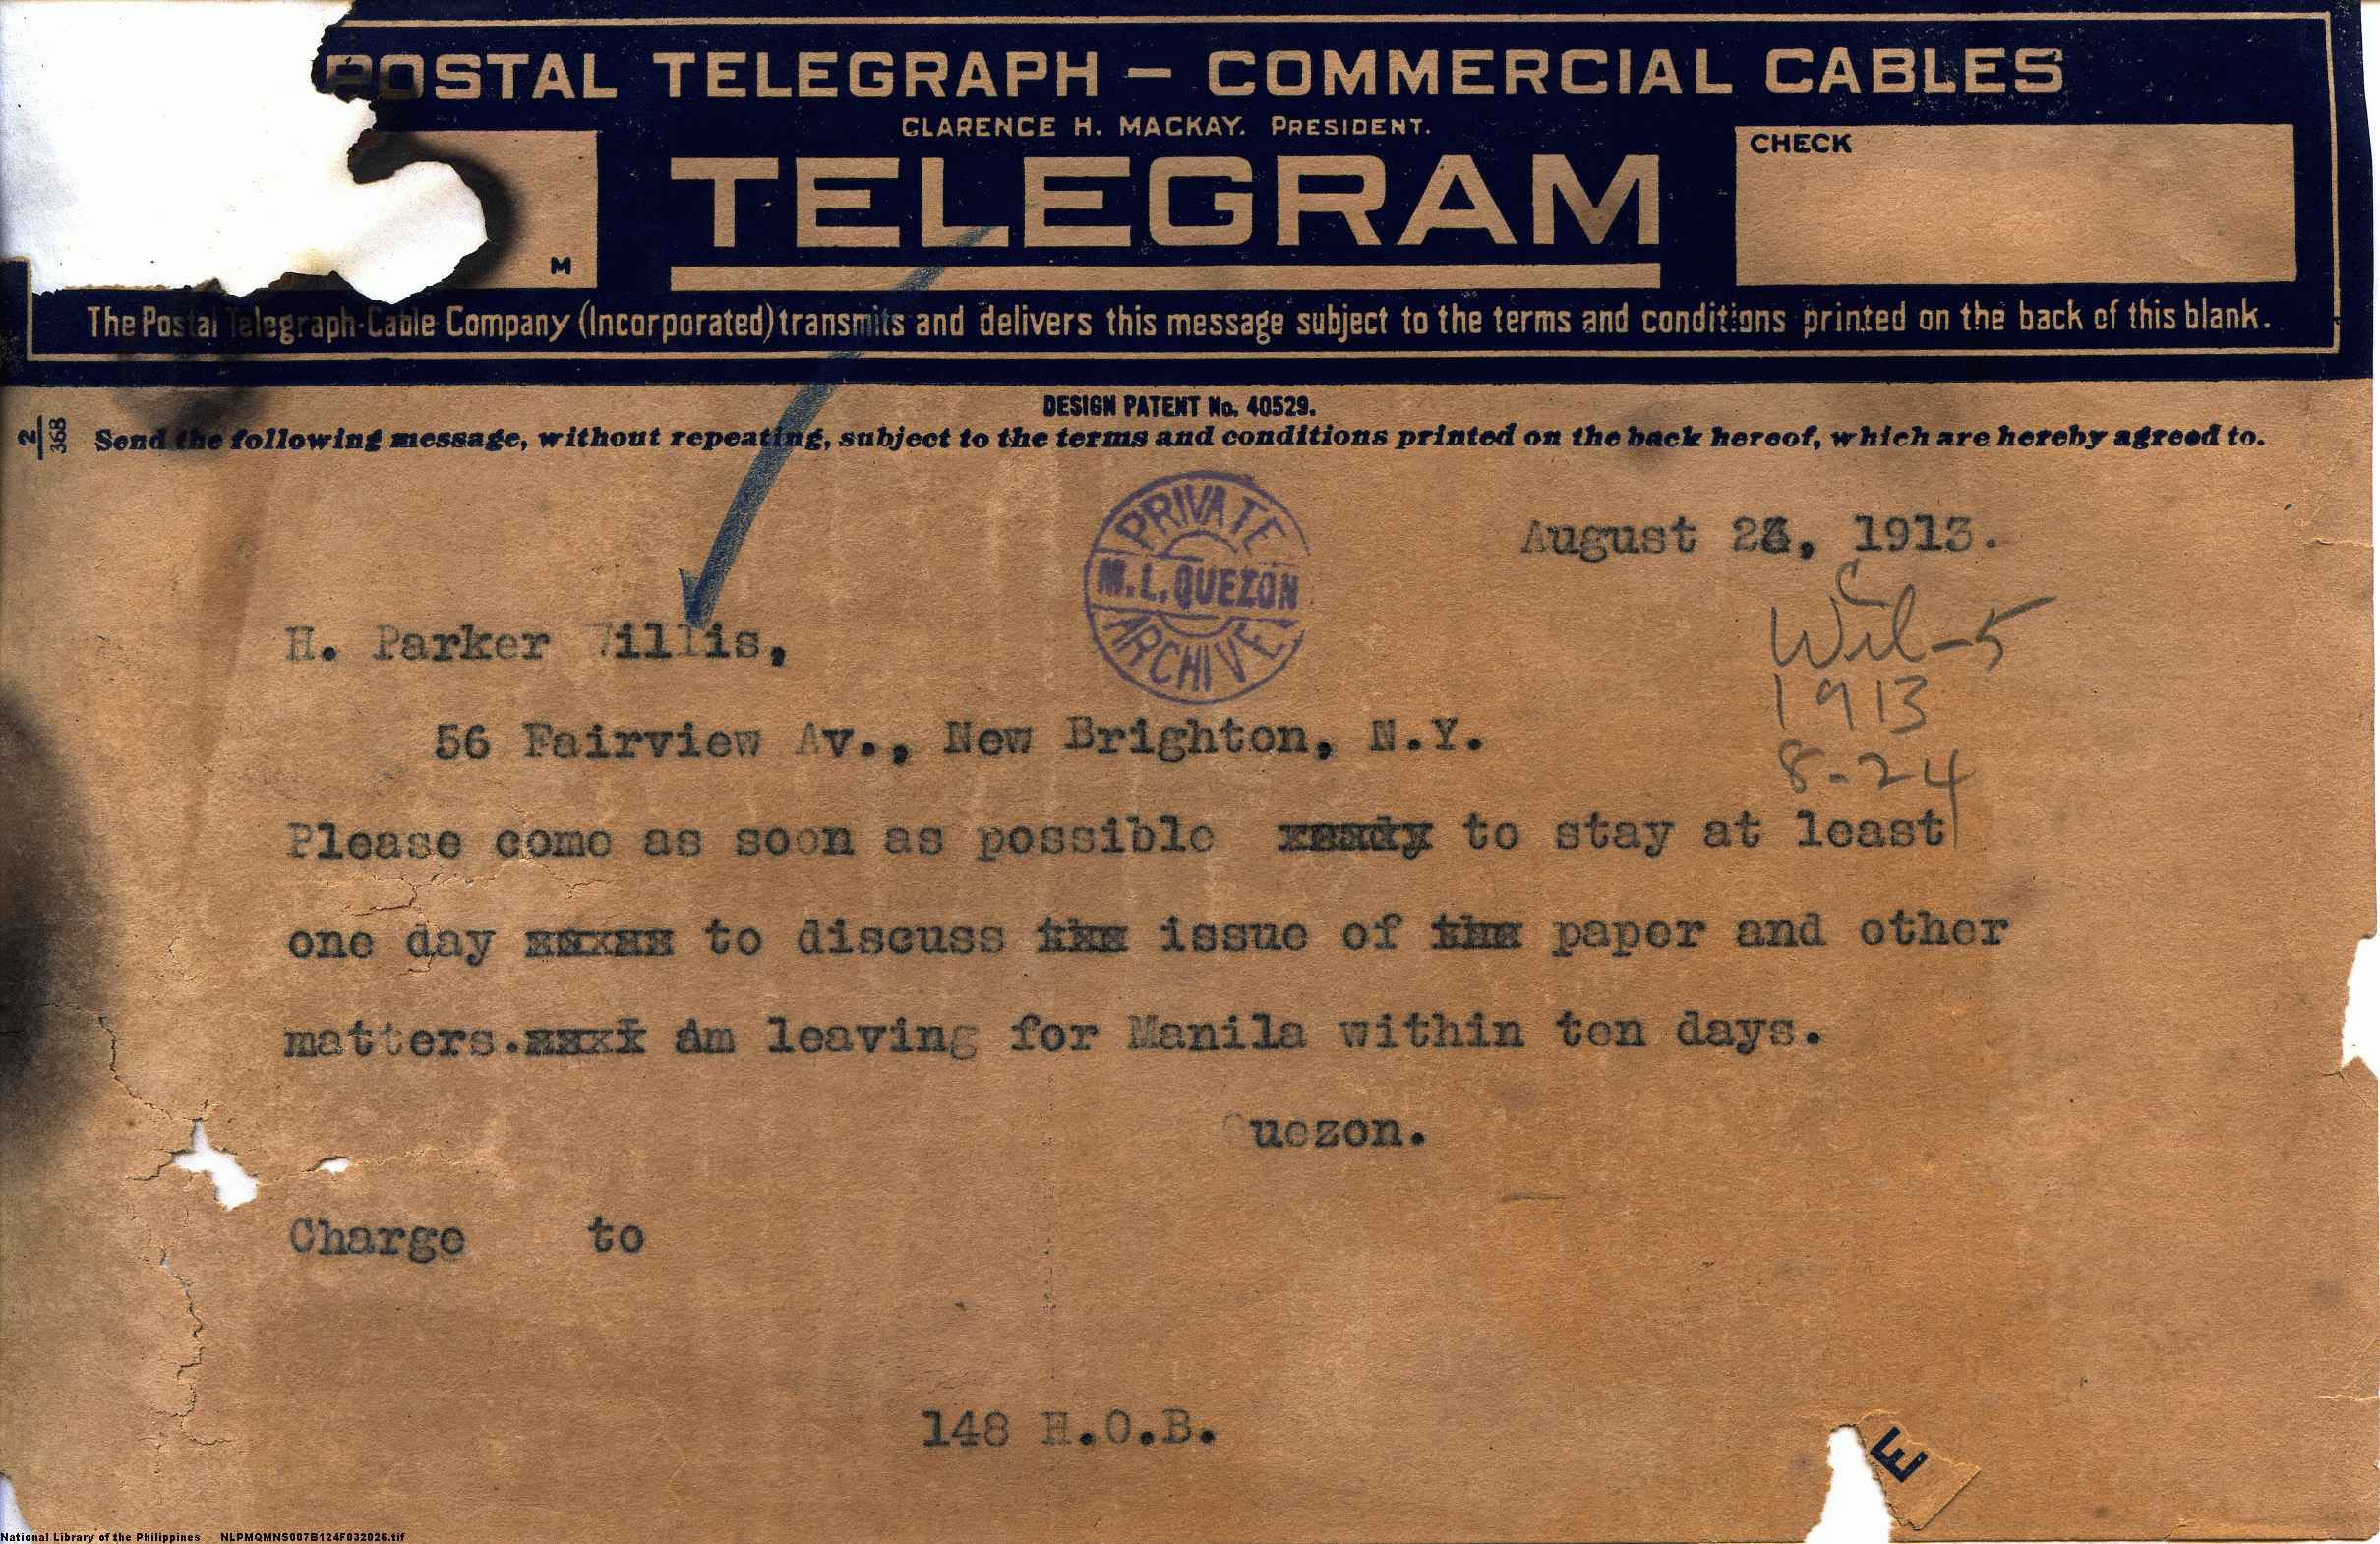 POSTAL TELEGRAPH – COMMERCIAL CABLES
CLARENCE H. MACKAY. PRESIDENT.
TELEGRAM
CHECK
M
The Postal Telegraph-Cable Company (Incorporated) transmits and delivers this message subject to the terms and conditions printed on the back of this blank.
DESIGN PATENT No. 40529.
2/368
Send the following message, without repeating, subject to the terms and conditions printed on the back hereof, which are hereby agreed to.
PRIVATE
M.L.QUEZON
ARCHIVE
August 1913.
Wil-5
1913
8-24
H. Parker Willis,
56 Fairview Av., New Brighton, N.Y.
Please come as soon as possible ready to stay at least
one day to discuss the issue of the paper and other
matters. Am leaving for Manila within ten days.
Quezon.
Charge to
148 H.O.B.
E
National Library of the Philippines NLPMQMNS007B124F032026.tif